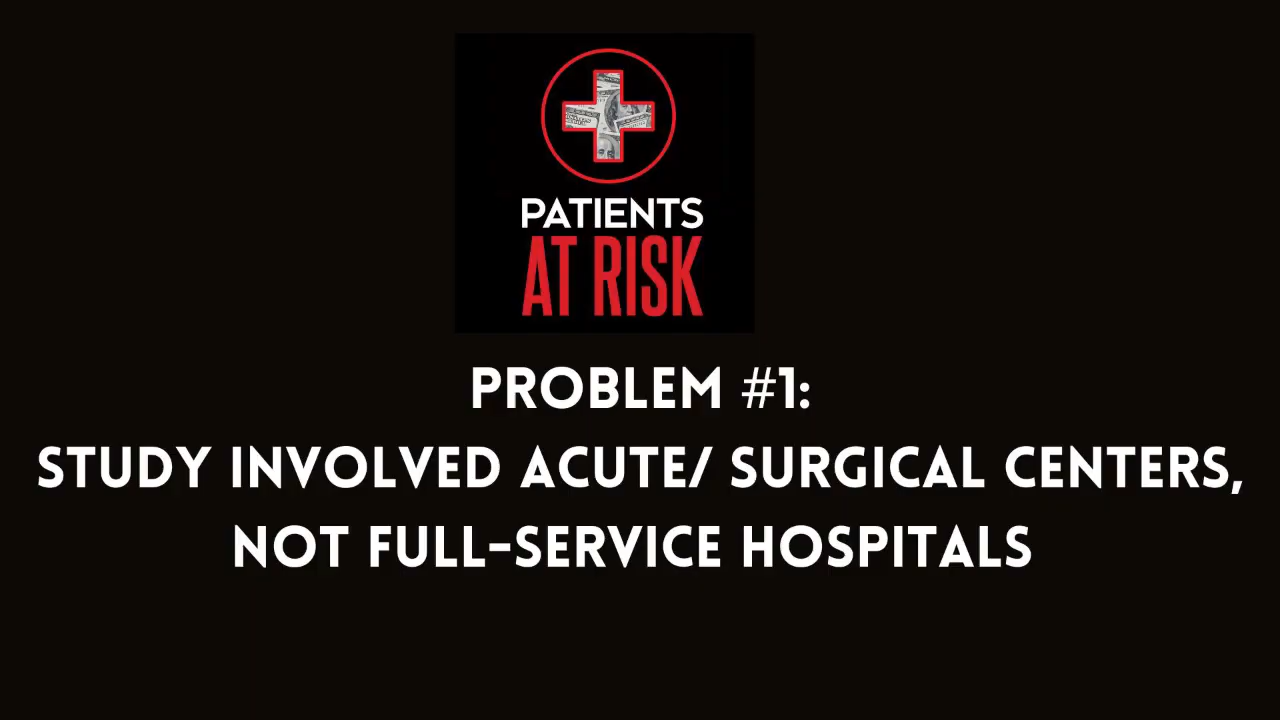 PATIENTS
AT RISK
PROBLEM #1:
STUDY INVOLVED ACUTE/ SURGICAL CENTERS,
NOT FULL-SERVICE HOSPITALS